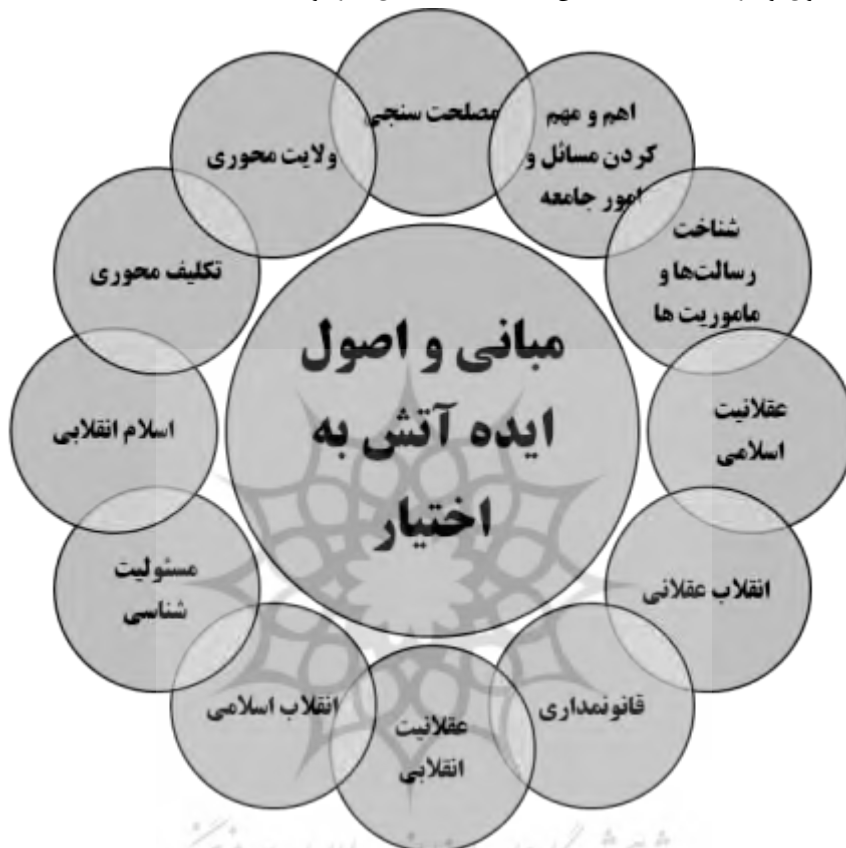 مصلحت سنجی
اهم و مهم
کردن مسائل و
امور جامعه
شناخت
رسالت‌ها و
ماموریت ها
عقلانیت
اسلامی
انقلاب عقلانی
قانونمداری
عقلانیت
انقلابی
انقلاب اسلامی
مسئولیت
شناسی
اسلام انقلابی
تکلیف محوری
ولایت محوری
مبانی و اصول
ایده آتش به
اختیار